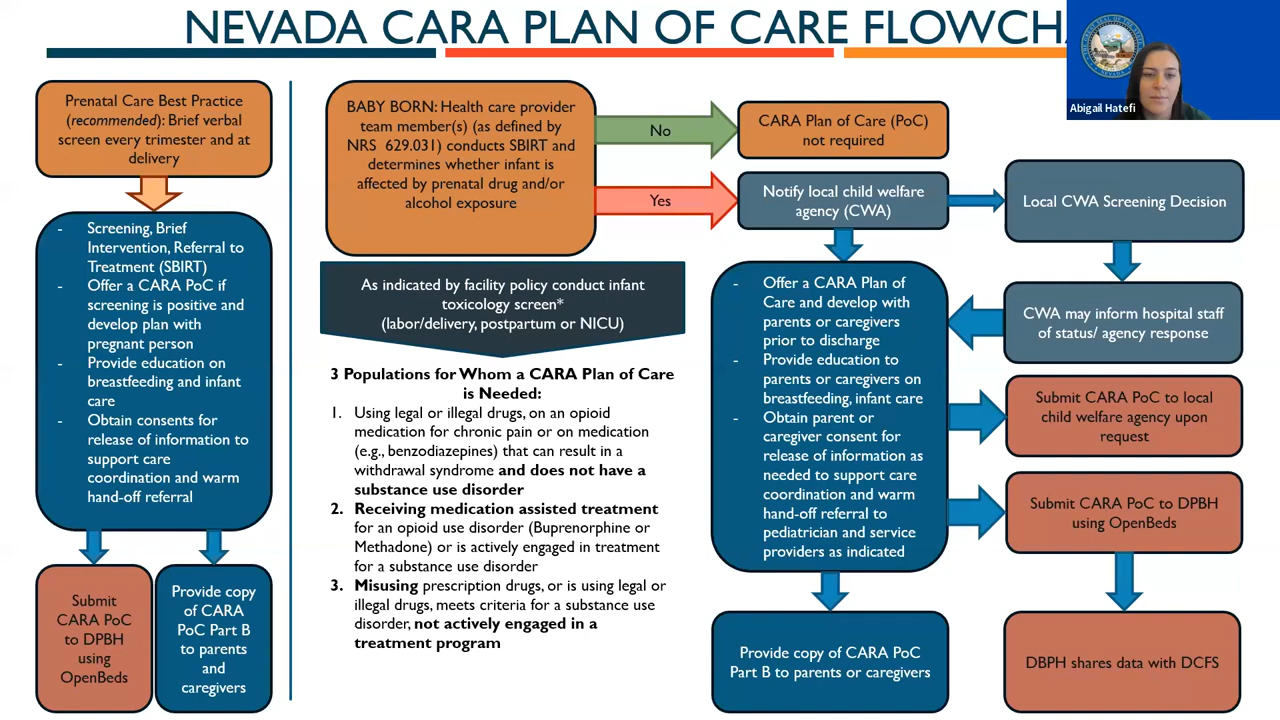 NEVADA CARA PLAN OF CARE FLOWCHA
Abigail Hatefi
Prenatal Care Best Practice
(recommended): Brief verbal
screen every trimester and at
delivery
- Screening, Brief
Intervention, Referral to
Treatment (SBIRT)
- Offer a CARA PoC if
screening is positive and
develop plan with
pregnant person
- Provide education on
breastfeeding and infant
care
- Obtain consents for
release of information to
support care
coordination and warm
hand-off referral
Submit
CARA PoC
to DPBH
using
OpenBeds
Provide copy
of CARA
PoC Part B
to parents
and
caregivers
BABY BORN: Health care provider
team member(s) (as defined by
NRS 629.031) conducts SBIRT and
determines whether infant is
affected by prenatal drug and/or
alcohol exposure
No
Yes
As indicated by facility policy conduct infant
toxicology screen*
(labor/delivery, postpartum or NICU)
3 Populations for Whom a CARA Plan of Care
is Needed:
1. Using legal or illegal drugs, on an opioid
medication for chronic pain or on medication
(e.g., benzodiazepines) that can result in a
withdrawal syndrome and does not have a
substance use disorder
2. Receiving medication assisted treatment
for an opioid use disorder (Buprenorphine or
Methadone) or is actively engaged in treatment
for a substance use disorder
3. Misusing prescription drugs, or is using legal or
illegal drugs, meets criteria for a substance use
disorder, not actively engaged in a
treatment program
CARA Plan of Care (PoC)
not required
Notify local child welfare
agency (CWA)
- Offer a CARA Plan of
Care and develop with
parents or caregivers
prior to discharge
- Provide education to
parents or caregivers on
breastfeeding, infant care
- Obtain parent or
caregiver consent for
release of information as
needed to support care
coordination and warm
hand-off referral to
pediatrician and service
providers as indicated
Provide copy of CARA PoC
Part B to parents or caregivers
Local CWA Screening Decision
CWA may inform hospital staff
of status/ agency response
Submit CARA PoC to local
child welfare agency upon
request
Submit CARA PoC to DPBH
using OpenBeds
DBPH shares data with DCFS